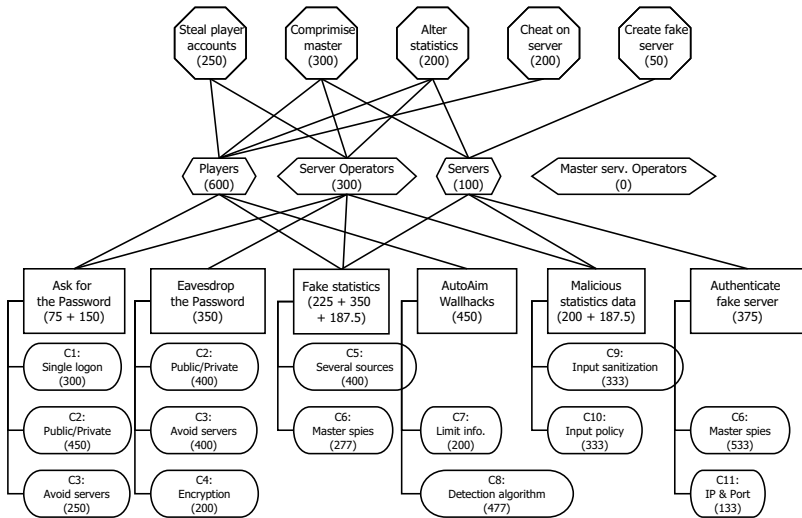 Steal player
accounts
(250)
Comprimise
master
(300)
Alter
statistics
(200)
Cheat on
server
(200)
Create fake
server
(50)
Players
(600)
Server Operators
(300)
Servers
(100)
Master serv. Operators
(0)
Ask for
the Password
(75 + 150)
Eavesdrop
the Password
(350)
Fake statistics
(225 + 350
+ 187.5)
AutoAim
Wallhacks
(450)
Malicious
statistics data
(200 + 187.5)
Authenticate
fake server
(375)
C1:
Single logon
(300)
C2:
Public/Private
(400)
C5:
Several sources
(400)
C9:
Input sanitization
(333)
C2:
Public/Private
(450)
C3:
Avoid servers
(400)
C6:
Master spies
(277)
C7:
Limit info.
(200)
C10:
Input policy
(333)
C6:
Master spies
(533)
C3:
Avoid servers
(250)
C4:
Encryption
(200)
C8:
Detection algorithm
(477)
C11:
IP & Port
(133)